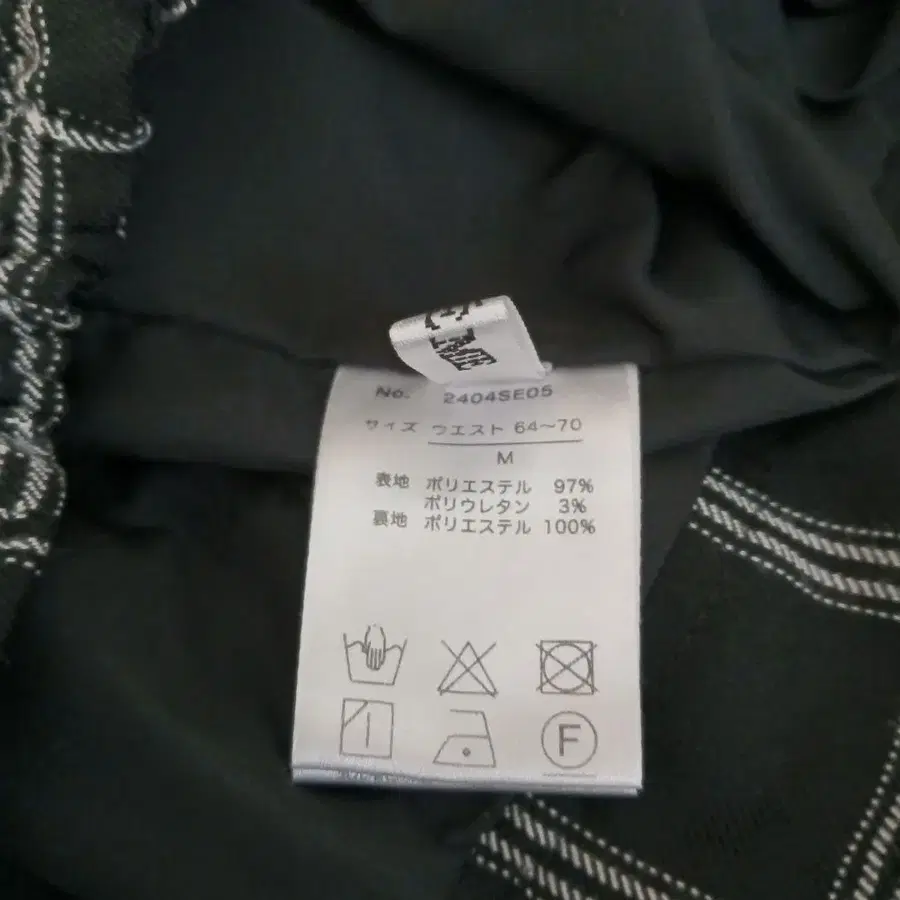 No. 2404SE05
サイズ ウエスト 64〜70
M
表地 ポリエステル 97%
ポリウレタン 3%
裏地 ポリエステル 100%
F